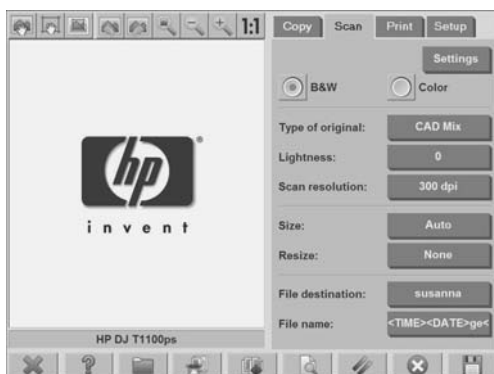 1:1
Copy Scan Print Setup
Settings
B&W Color
Type of original: CAD Mix
Lightness: 0
Scan resolution: 300 dpi
hp
®
invent
Size: Auto
Resize: None
File destination: susanna
File name: <TIME><DATE>ge<
HP DJ T1100ps
?